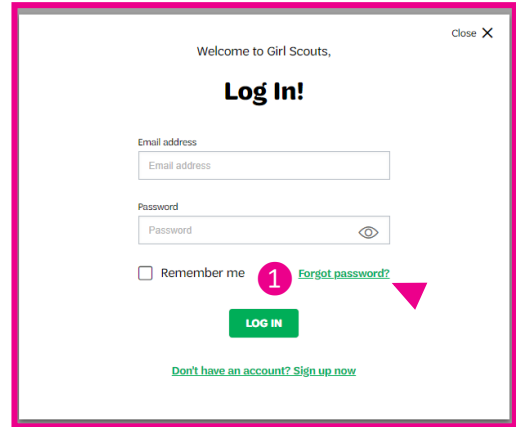 Close X
Welcome to Girl Scouts,
Log In!
Email address
Email address
Password
Password
Remember me 1 Forgot password?
LOG IN
Don't have an account? Sign up now